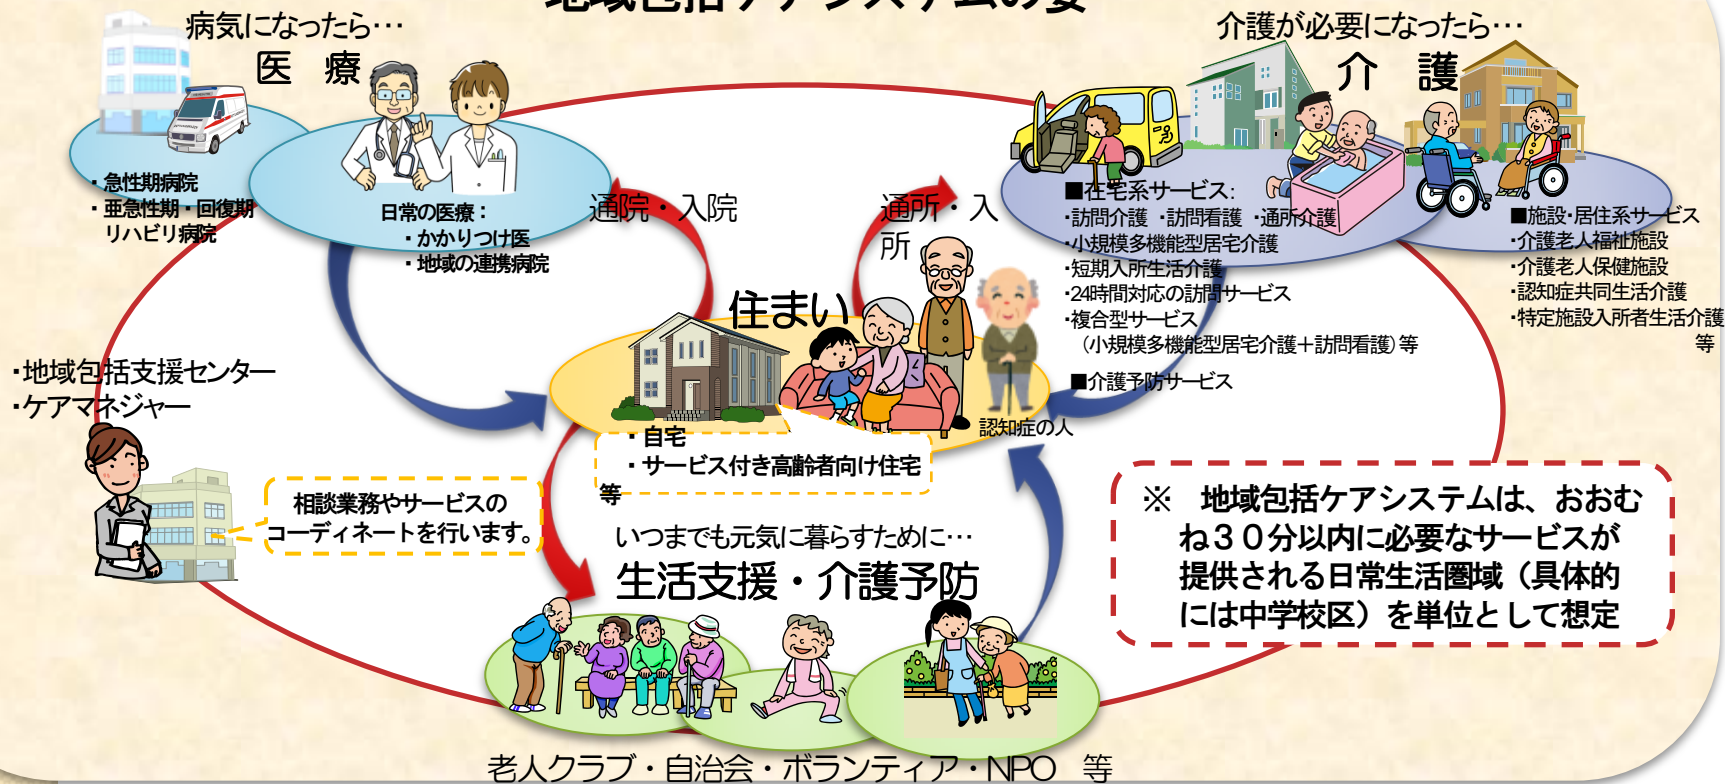 地域包括ケアシステムの姿
病気になったら…
医 療
・急性期病院
・亜急性期・回復期
リハビリ病院
日常の医療：
・かかりつけ医
・地域の連携病院
通院・入院
通所・入
所
介護が必要になったら…
介 護
■在宅系サービス:
・訪問介護 ・訪問看護 ・通所介護
・小規模多機能型居宅介護
・短期入所生活介護
・24時間対応の訪問サービス
・複合型サービス
（小規模多機能型居宅介護＋訪問看護）等
■介護予防サービス
■施設・居住系サービス
・介護老人福祉施設
・介護老人保健施設
・認知症共同生活介護
・特定施設入所者生活介護
等
住まい
認知症の人
・自宅
・サービス付き高齢者向け住宅
等
・地域包括支援センター
・ケアマネジャー
相談業務やサービスの
コーディネートを行います。
いつまでも元気に暮らすために…
生活支援・介護予防
老人クラブ・自治会・ボランティア・NPO 等
※ 地域包括ケアシステムは、おおむ
ね３０分以内に必要なサービスが
提供される日常生活圏域（具体的
には中学校区）を単位として想定